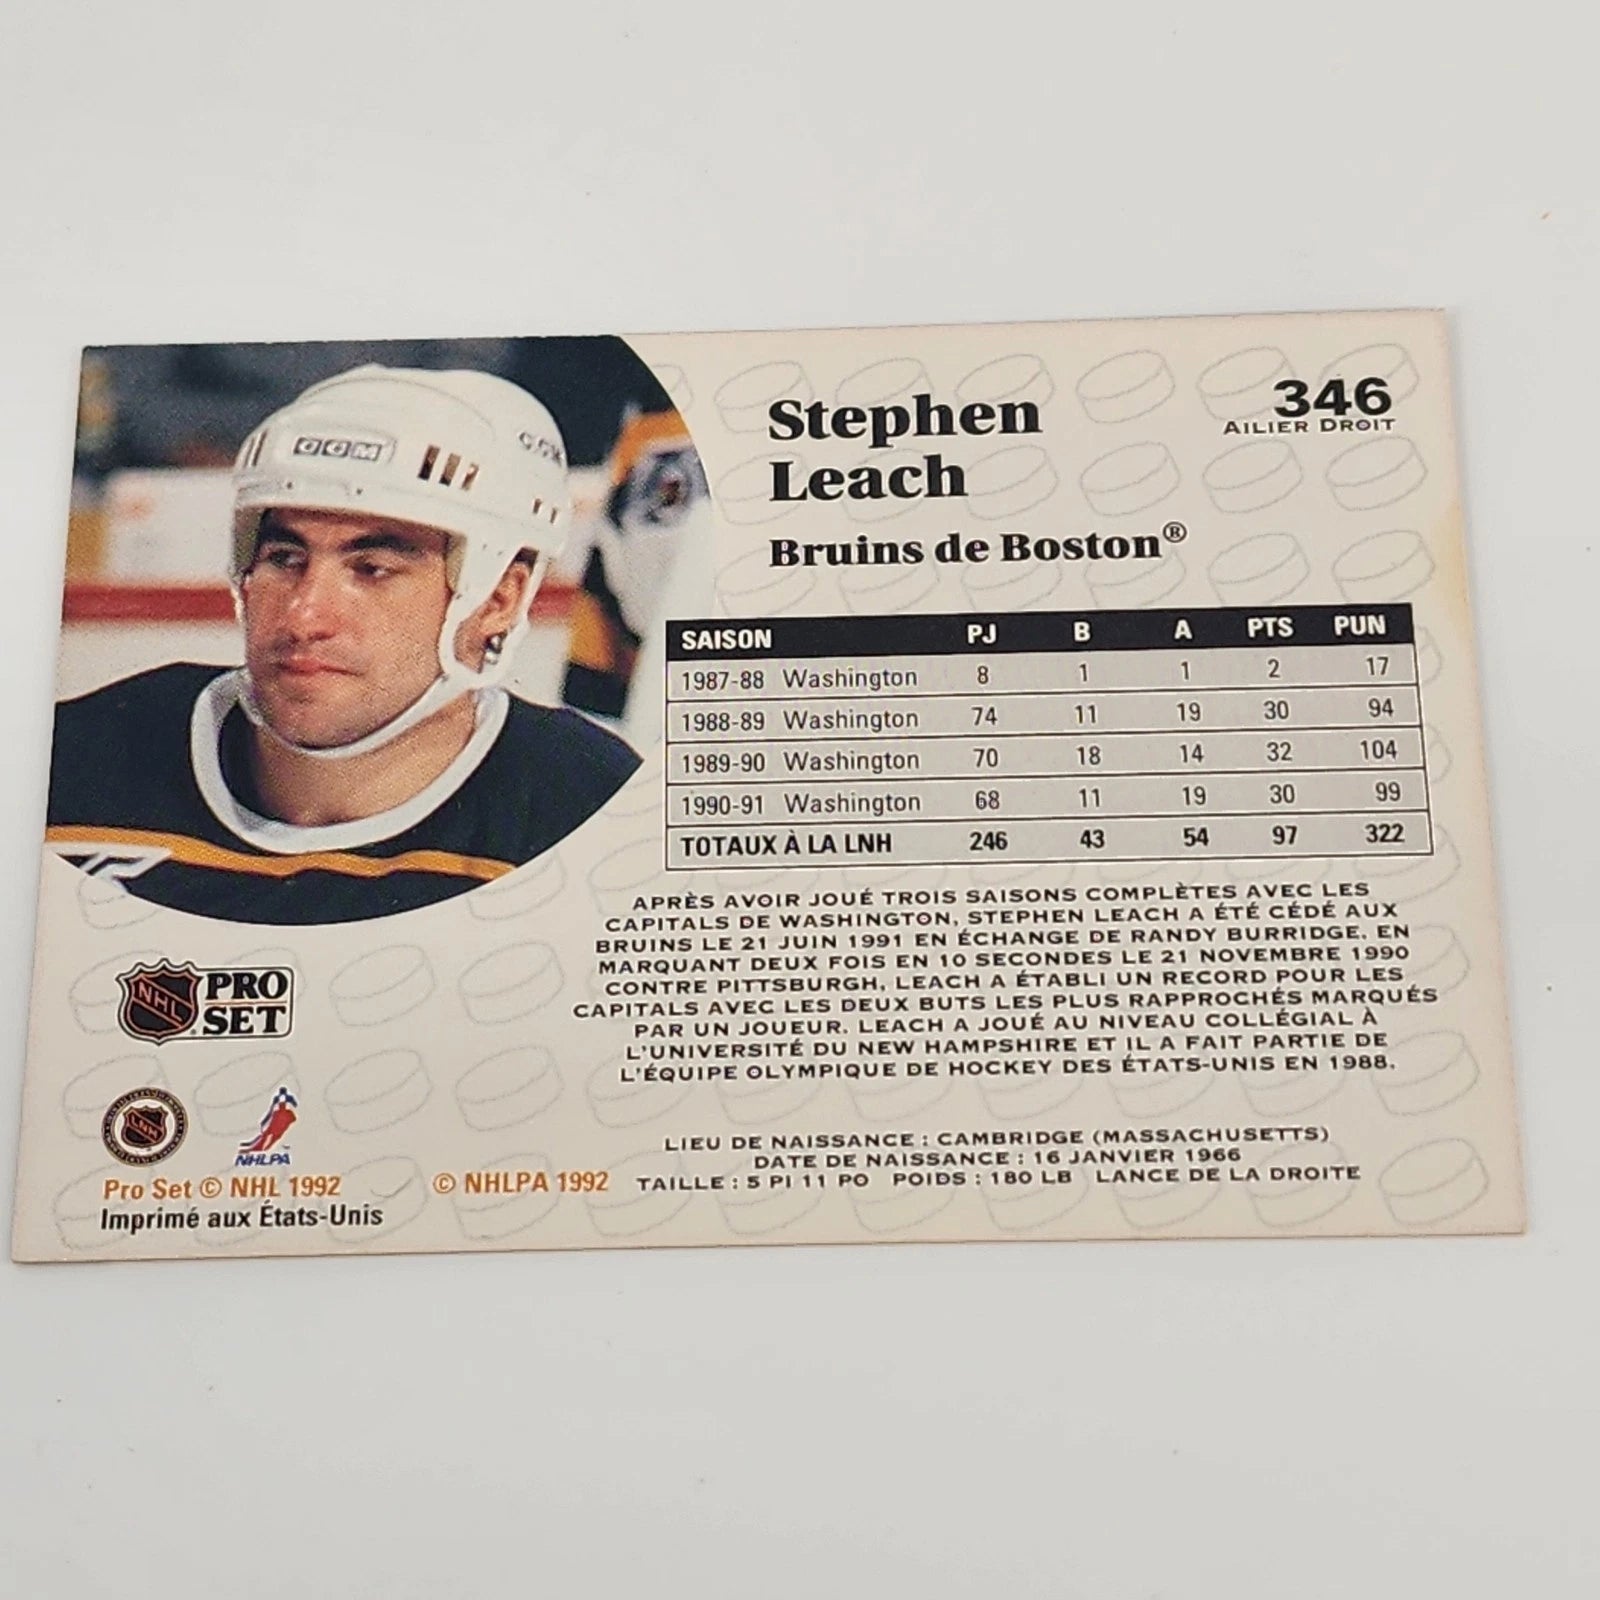 CCM
CCM
346
AILIER DROIT
Stephen
Leach
Bruins de Boston®
SAISON PJ B A PTS PUN
1987-88 Washington 8 1 1 2 17
1988-89 Washington 74 11 19 30 94
1989-90 Washington 70 18 14 32 104
1990-91 Washington 68 11 19 30 99
TOTAUX À LA LNH 246 43 54 97 322
APRÈS AVOIR JOUÉ TROIS SAISONS COMPLÈTES AVEC LES
CAPITALS DE WASHINGTON, STEPHEN LEACH A ÉTÉ CÉDÉ AUX
BRUINS LE 21 JUIN 1991 EN ÉCHANGE DE RANDY BURRIDGE. EN
MARQUANT DEUX FOIS EN 10 SECONDES LE 21 NOVEMBRE 1990
CONTRE PITTSBURGH, LEACH A ÉTABLI UN RECORD POUR LES
CAPITALS AVEC LES DEUX BUTS LES PLUS RAPPROCHÉS MARQUÉS
PAR UN JOUEUR. LEACH A JOUÉ AU NIVEAU COLLÉGIAL À
L'UNIVERSITÉ DU NEW HAMPSHIRE ET IL A FAIT PARTIE DE
L'ÉQUIPE OLYMPIQUE DE HOCKEY DES ÉTATS-UNIS EN 1988.
NHL PRO
SET
LNH
NHLPA
LIEU DE NAISSANCE : CAMBRIDGE (MASSACHUSETTS)
DATE DE NAISSANCE : 16 JANVIER 1966
TAILLE : 5 PI 11 PO POIDS : 180 LB LANCE DE LA DROITE
Pro Set © NHL 1992 © NHLPA 1992
Imprimé aux États-Unis